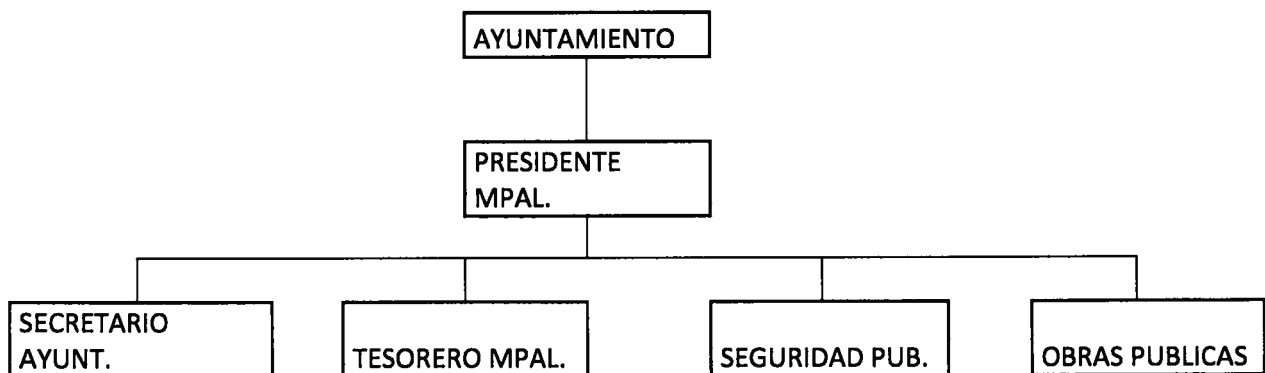 AYUNTAMIENTO
PRESIDENTE
MPAL.
SECRETARIO
AYUNT.
TESORERO MPAL.
SEGURIDAD PUB.
OBRAS PUBLICAS